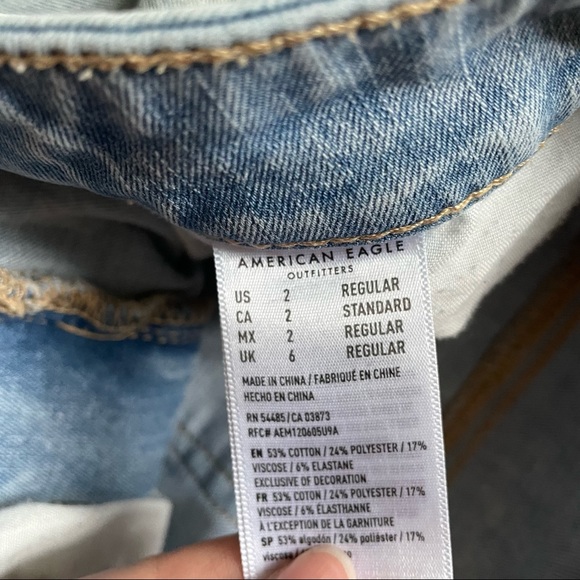 AMERICAN EAGLE
OUTFITTERS
US 2 REGULAR
CA 2 STANDARD
MX 2 REGULAR
UK 6 REGULAR
MADE IN CHINA / FABRIQUÉ EN CHINE
HECHO EN CHINA
RN 54485/CA 03873
RFC# AEM120605U9A
EN 53% COTTON / 24% POLYESTER / 17%
VISCOSE / 6% ELASTANE
EXCLUSIVE OF DECORATION
FR 53% COTON / 24% POLYESTER / 17%
VISCOSE / 6% ÉLASTHANNE
À L'EXCEPTION DE LA GARNITURE
SP 53% algodón / 24% poliéster / 17%
viscosa